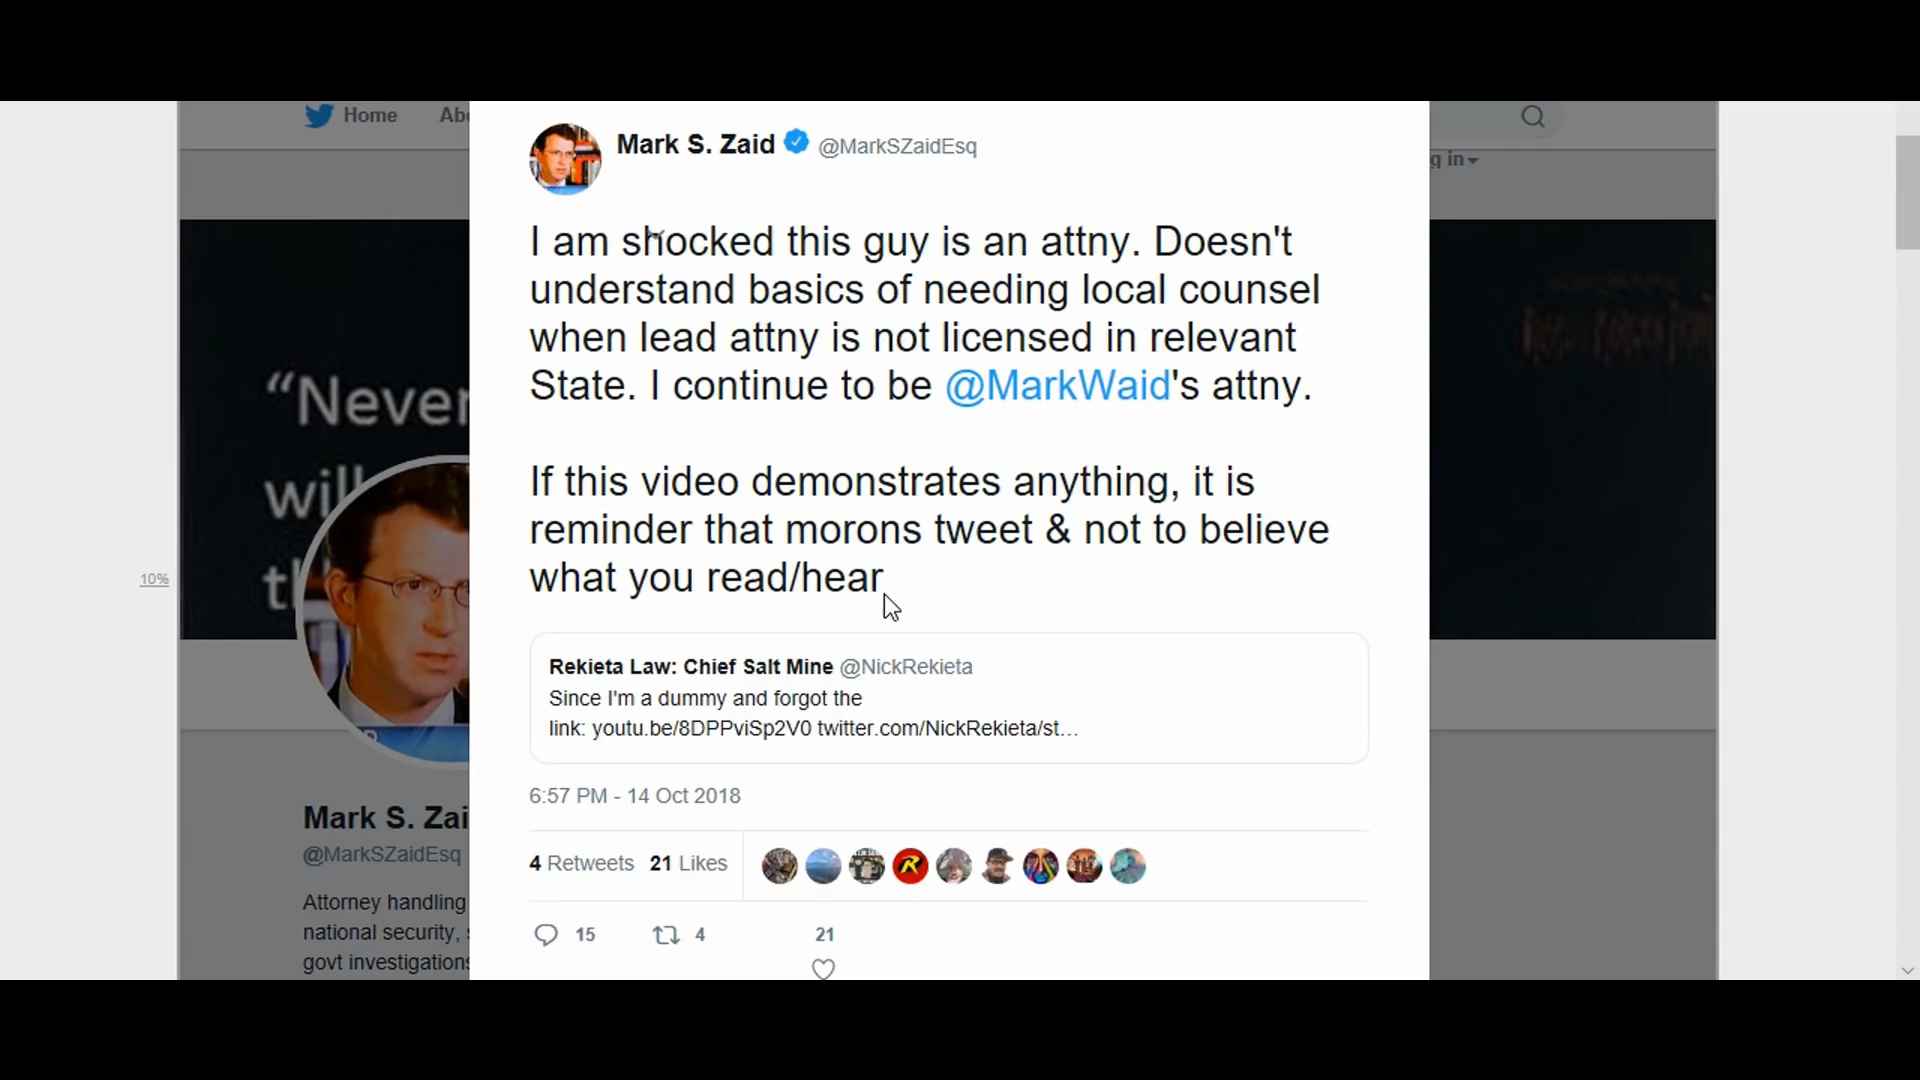 Home
Mark S. Zaid @MarkSZaidEsq
I am shocked this guy is an attny. Doesn't
understand basics of needing local counsel
when lead attny is not licensed in relevant
State. I continue to be @MarkWaid's attny.
If this video demonstrates anything, it is
reminder that morons tweet & not to believe
what you read/hear
Rekieta Law: Chief Salt Mine @NickRekieta
Since I'm a dummy and forgot the
link: youtu.be/8DPPviSp2V0 twitter.com/NickRekieta/st…
6:57 PM - 14 Oct 2018
4 Retweets 21 Likes
15 4 21
10%
“Never
will
Mark S. Zai
@MarkSZaidEsq
Attorney handling
national security,
govt investigations